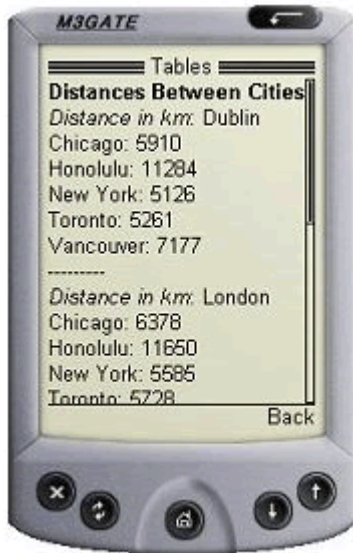 M3GATE
Tables
Distances Between Cities
Distance in km: Dublin
Chicago: 5910
Honolulu: 11284
New York: 5126
Toronto: 5261
Vancouver: 7177
---------
Distance in km: London
Chicago: 6378
Honolulu: 11650
New York: 5585
Toronto: 5728
Back